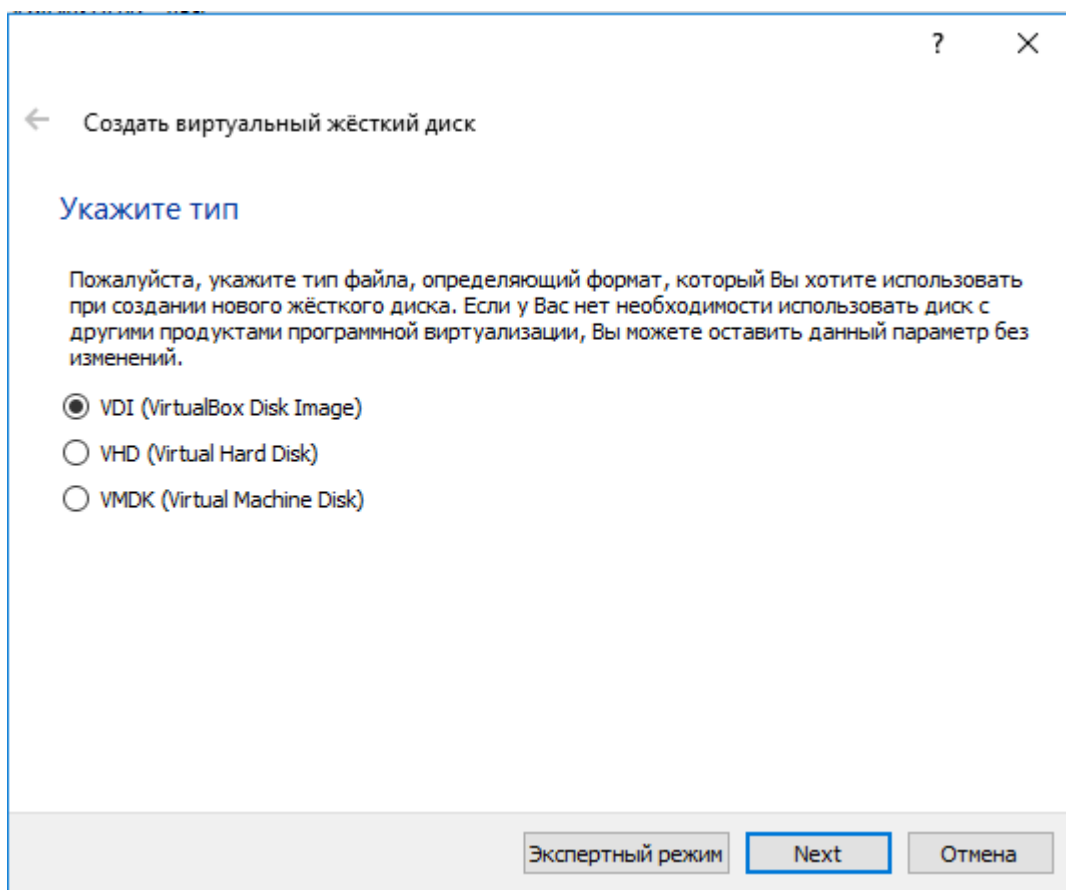 ?
Создать виртуальный жёсткий диск
Укажите тип
Пожалуйста, укажите тип файла, определяющий формат, который Вы хотите использовать
при создании нового жёсткого диска. Если у Вас нет необходимости использовать диск с
другими продуктами программной виртуализации, Вы можете оставить данный параметр без
изменений.
VDI (VirtualBox Disk Image)
VHD (Virtual Hard Disk)
VMDK (Virtual Machine Disk)
Экспертный режим Next Отмена